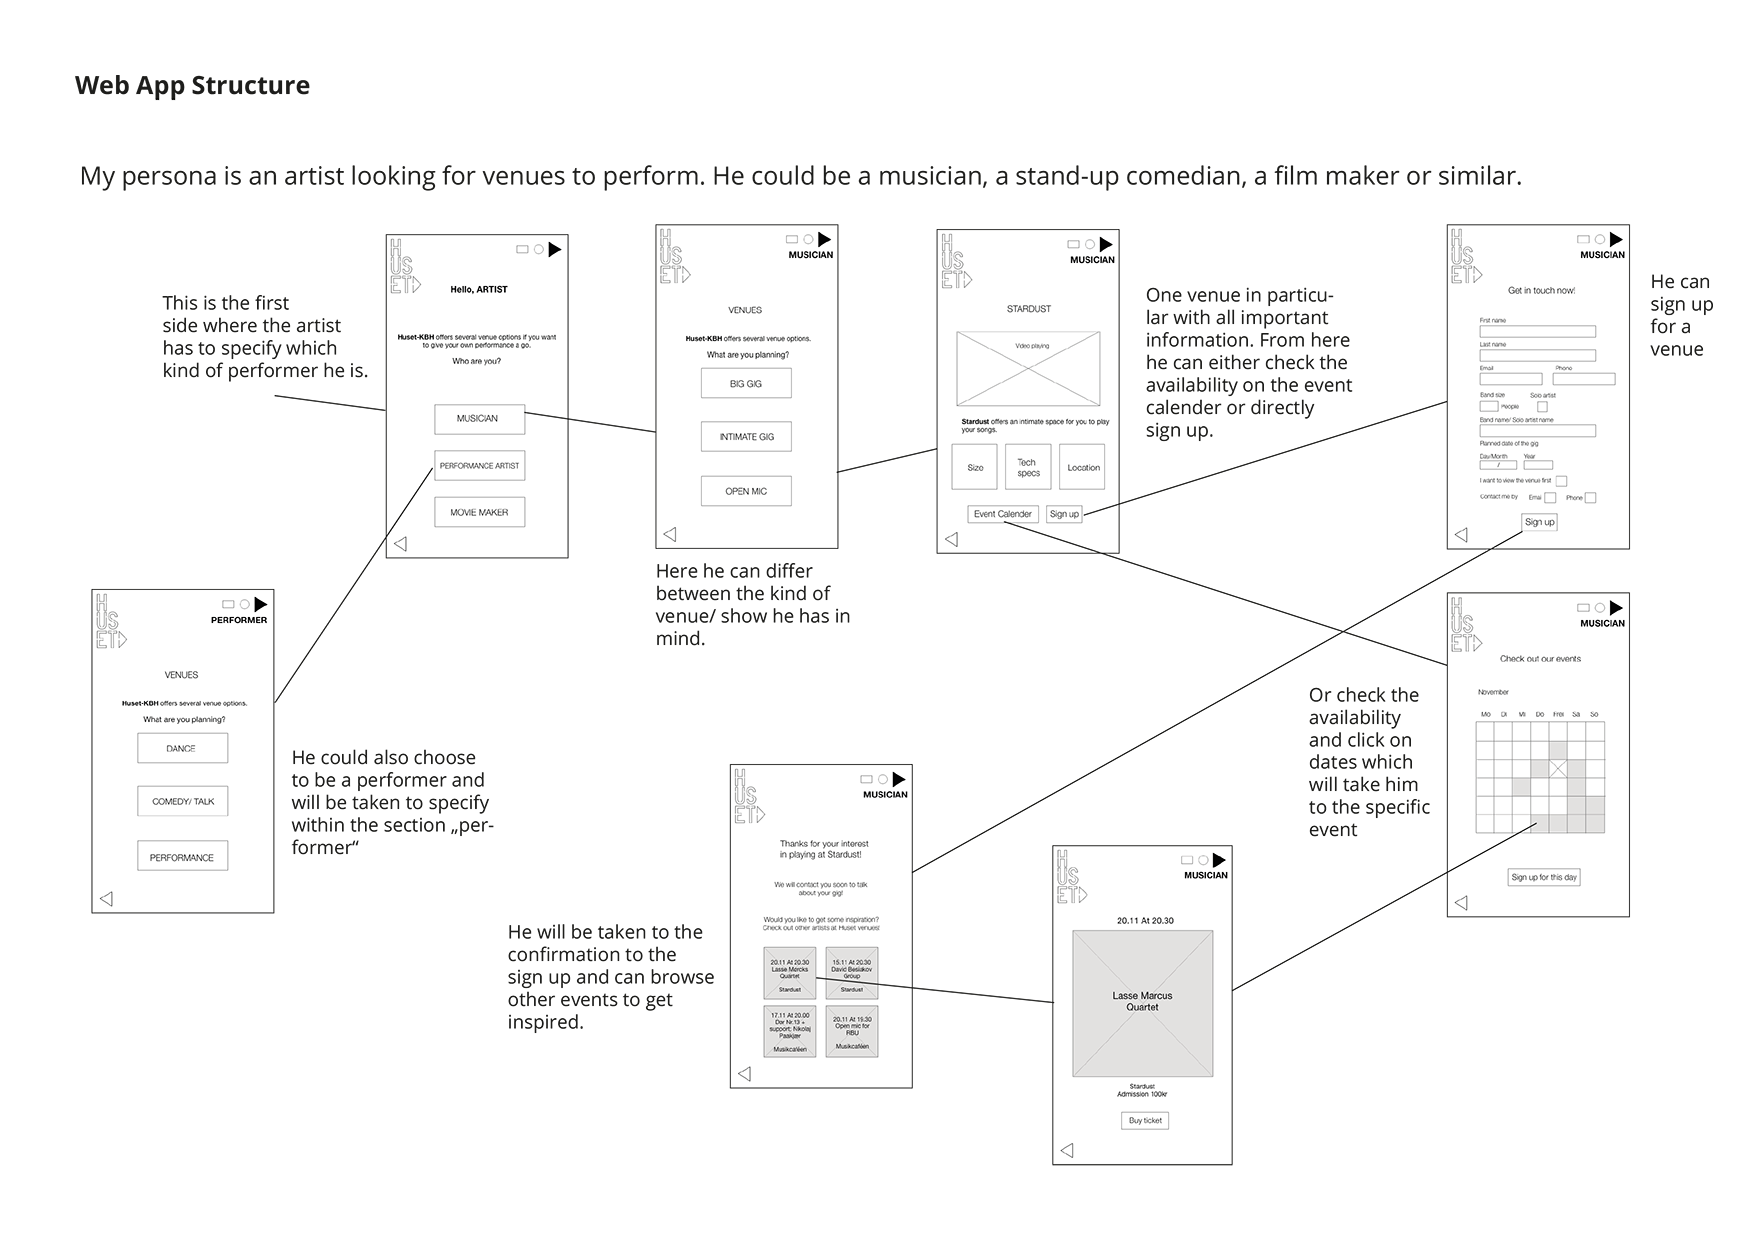 Web App Structure
My persona is an artist looking for venues to perform. He could be a musician, a stand-up comedian, a film maker or similar.
This is the first
side where the artist
has to specify which
kind of performer he is.
HUSET
Hello, ARTIST
Huset-KBH offers several venue options if you want
to give your own performance a go.
Who are you?
MUSICIAN
PERFORMANCE ARTIST
MOVIE MAKER
HUSET
MUSICIAN
VENUES
Huset-KBH offers several venue options.
What are you planning?
BIG GIG
INTIMATE GIG
OPEN MIC
Here he can differ
between the kind of
venue/ show he has in
mind.
HUSET
MUSICIAN
STARDUST
Video playing
Stardust offers an intimate space for you to play
your songs.
Size
Tech
specs
Location
Event Calender
Sign up
One venue in particu-
lar with all important
information. From here
he can either check the
availability on the event
calender or directly
sign up.
HUSET
MUSICIAN
Get in touch now!
First name
Last name
Email
Phone
Band size
Soo artist
People
Band name/ Soo artist name
Planned date of the gig
Day/Month
Year
/
I want to view the venue first
Contact me by
Emai
Phone
Sign up
He can
sign up
for a
venue
HUSET
PERFORMER
VENUES
Huset-KBH offers several venue options.
What are you planning?
DANCE
COMEDY/ TALK
PERFORMANCE
He could also choose
to be a performer and
will be taken to specify
within the section „per-
former“
HUSET
MUSICIAN
Check out our events
November
Mo Di Mi Do Frei Sa So
Sign up for this day
Or check the
availability
and click on
dates which
will take him
to the specific
event
He will be taken to the
confirmation to the
sign up and can browse
other events to get
inspired.
HUSET
MUSICIAN
Thanks for your interest
in playing at Stardust!
We will contact you soon to talk
about your gig!
Would you like to get some inspiration?
Check out other artists at Huset venues!
20.11 At 20.30
Lasse Mørcks
Quartet
Stardust
15.11 At 20.30
David Besiakov
Group
Stardust
17.11 At 20.00
Dør Nr.13 +
support: Nikolaj
Paakjær
Musikcaféen
20.11 At 19.30
Open mic for
RBU
Musikcaféen
HUSET
MUSICIAN
20.11 At 20.30
Lasse Marcus
Quartet
Stardust
Admission 100kr
Buy ticket